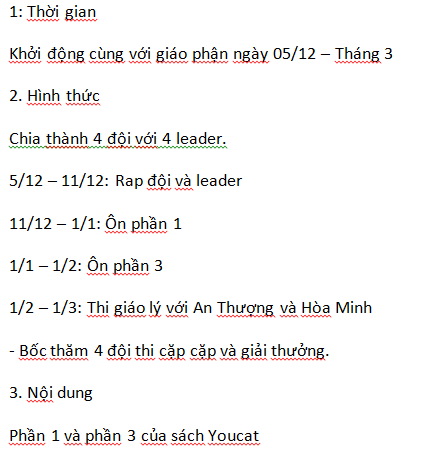 1: Thời gian
Khởi động cùng với giáo phận ngày 05/12 – Tháng 3
2. Hình thức
Chia thành 4 đội với 4 leader.
5/12 – 11/12: Rap đội và leader
11/12 – 1/1: Ôn phần 1
1/1 – 1/2: Ôn phần 3
1/2 – 1/3: Thi giáo lý với An Thượng và Hòa Minh
- Bốc thăm 4 đội thi cặp cặp và giải thưởng.
3. Nội dung
Phần 1 và phần 3 của sách Youcat